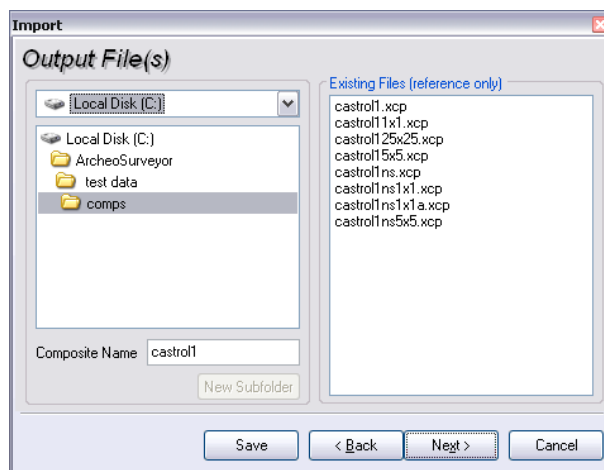 Import
Output File(s)
Local Disk (C:)
Local Disk (C:)
ArcheoSurveyor
test data
comps
Composite Name castrol1
New Subfolder
Existing Files (reference only)
castrol1.xcp
castrol11x1.xcp
castrol125x25.xcp
castrol15x5.xcp
castrol1ns.xcp
castrol1ns1x1.xcp
castrol1ns1x1a.xcp
castrol1ns5x5.xcp
Save < Back Next > Cancel